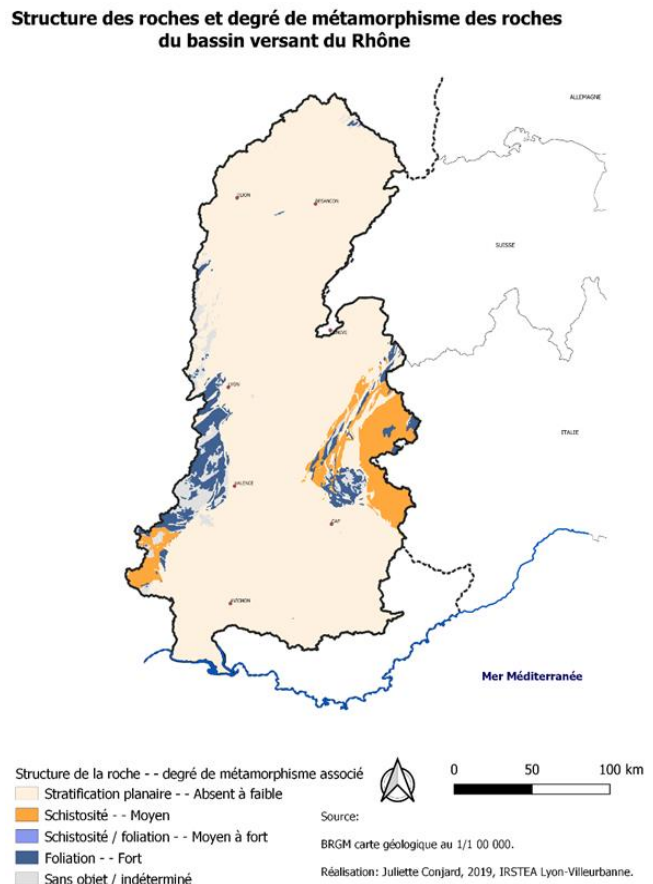 Structure des roches et degré de métamorphisme des roches
du bassin versant du Rhône
ALLEMAGNE
DIJON
BESANCON
SUISSE
LYON
ITALIE
VALENCE
GAP
AVIGNON
Mer Méditerranée
Structure de la roche - - degré de métamorphisme associé
0 50 100 km
Stratification planaire - - Absent à faible
Schistosité - - Moyen
Source:
Schistosité / foliation - - Moyen à fort
BRGM carte géologique au 1/1 00 000.
Foliation - - Fort
Réalisation: Juliette Conjard, 2019, IRSTEA Lyon-Villeurbanne.
Sans objet / indéterminé